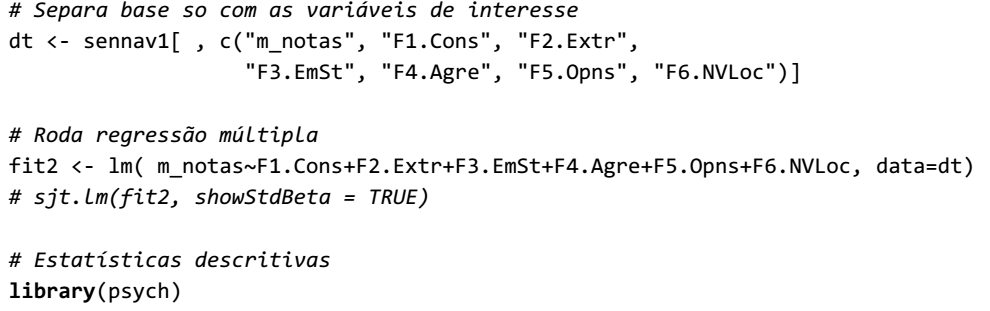 # Separa base so com as variáveis de interesse
dt <- sennav1[ , c("m_notas", "F1.Cons", "F2.Extr",
"F3.EmSt", "F4.Agre", "F5.Opns", "F6.NVLoc")]
# Roda regressão múltipla
fit2 <- lm( m_notas~F1.Cons+F2.Extr+F3.EmSt+F4.Agre+F5.Opns+F6.NVLoc, data=dt)
# sjt.lm(fit2, showStdBeta = TRUE)
# Estatísticas descritivas
library(psych)